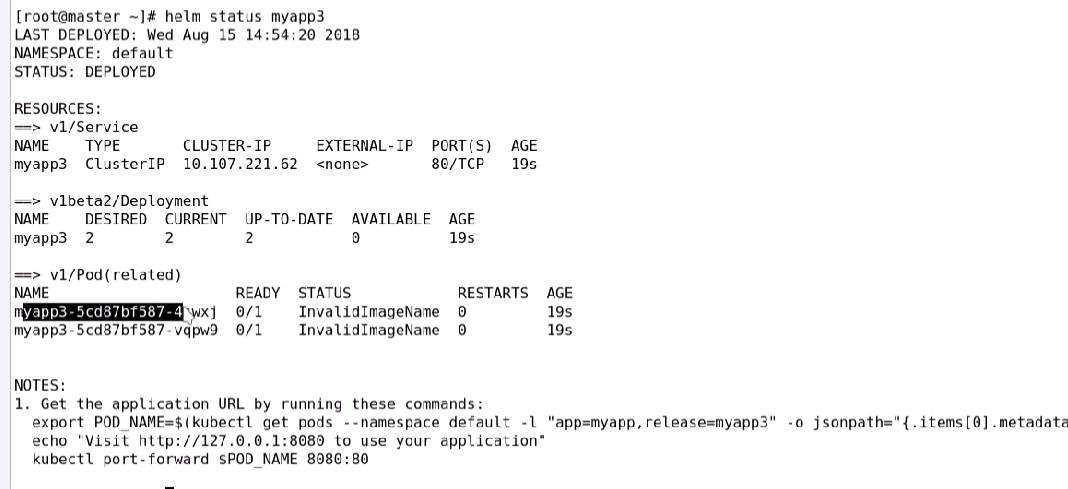 [root@master ~]# helm status myapp3
LAST DEPLOYED: Wed Aug 15 14:54:20 2018
NAMESPACE: default
STATUS: DEPLOYED
RESOURCES:
==> v1/Service
NAME TYPE CLUSTER-IP EXTERNAL-IP PORT(S) AGE
myapp3 ClusterIP 10.107.221.62 <none> 80/TCP 19s
==> v1beta2/Deployment
NAME DESIRED CURRENT UP-TO-DATE AVAILABLE AGE
myapp3 2 2 2 0 19s
==> v1/Pod(related)
NAME READY STATUS RESTARTS AGE
0/1 InvalidImageName 0 19s
myapp3-5cd87bf587-vqpw9 0/1 InvalidImageName 0 19s
NOTES:
1. Get the application URL by running these commands:
export POD_NAME=$(kubectl get pods --namespace default -l "app=myapp,release=myapp3" -o jsonpath="{.items[0].metadata
echo "Visit http://127.0.0.1:8080 to use your application"
kubectl port-forward $POD_NAME 8080:80